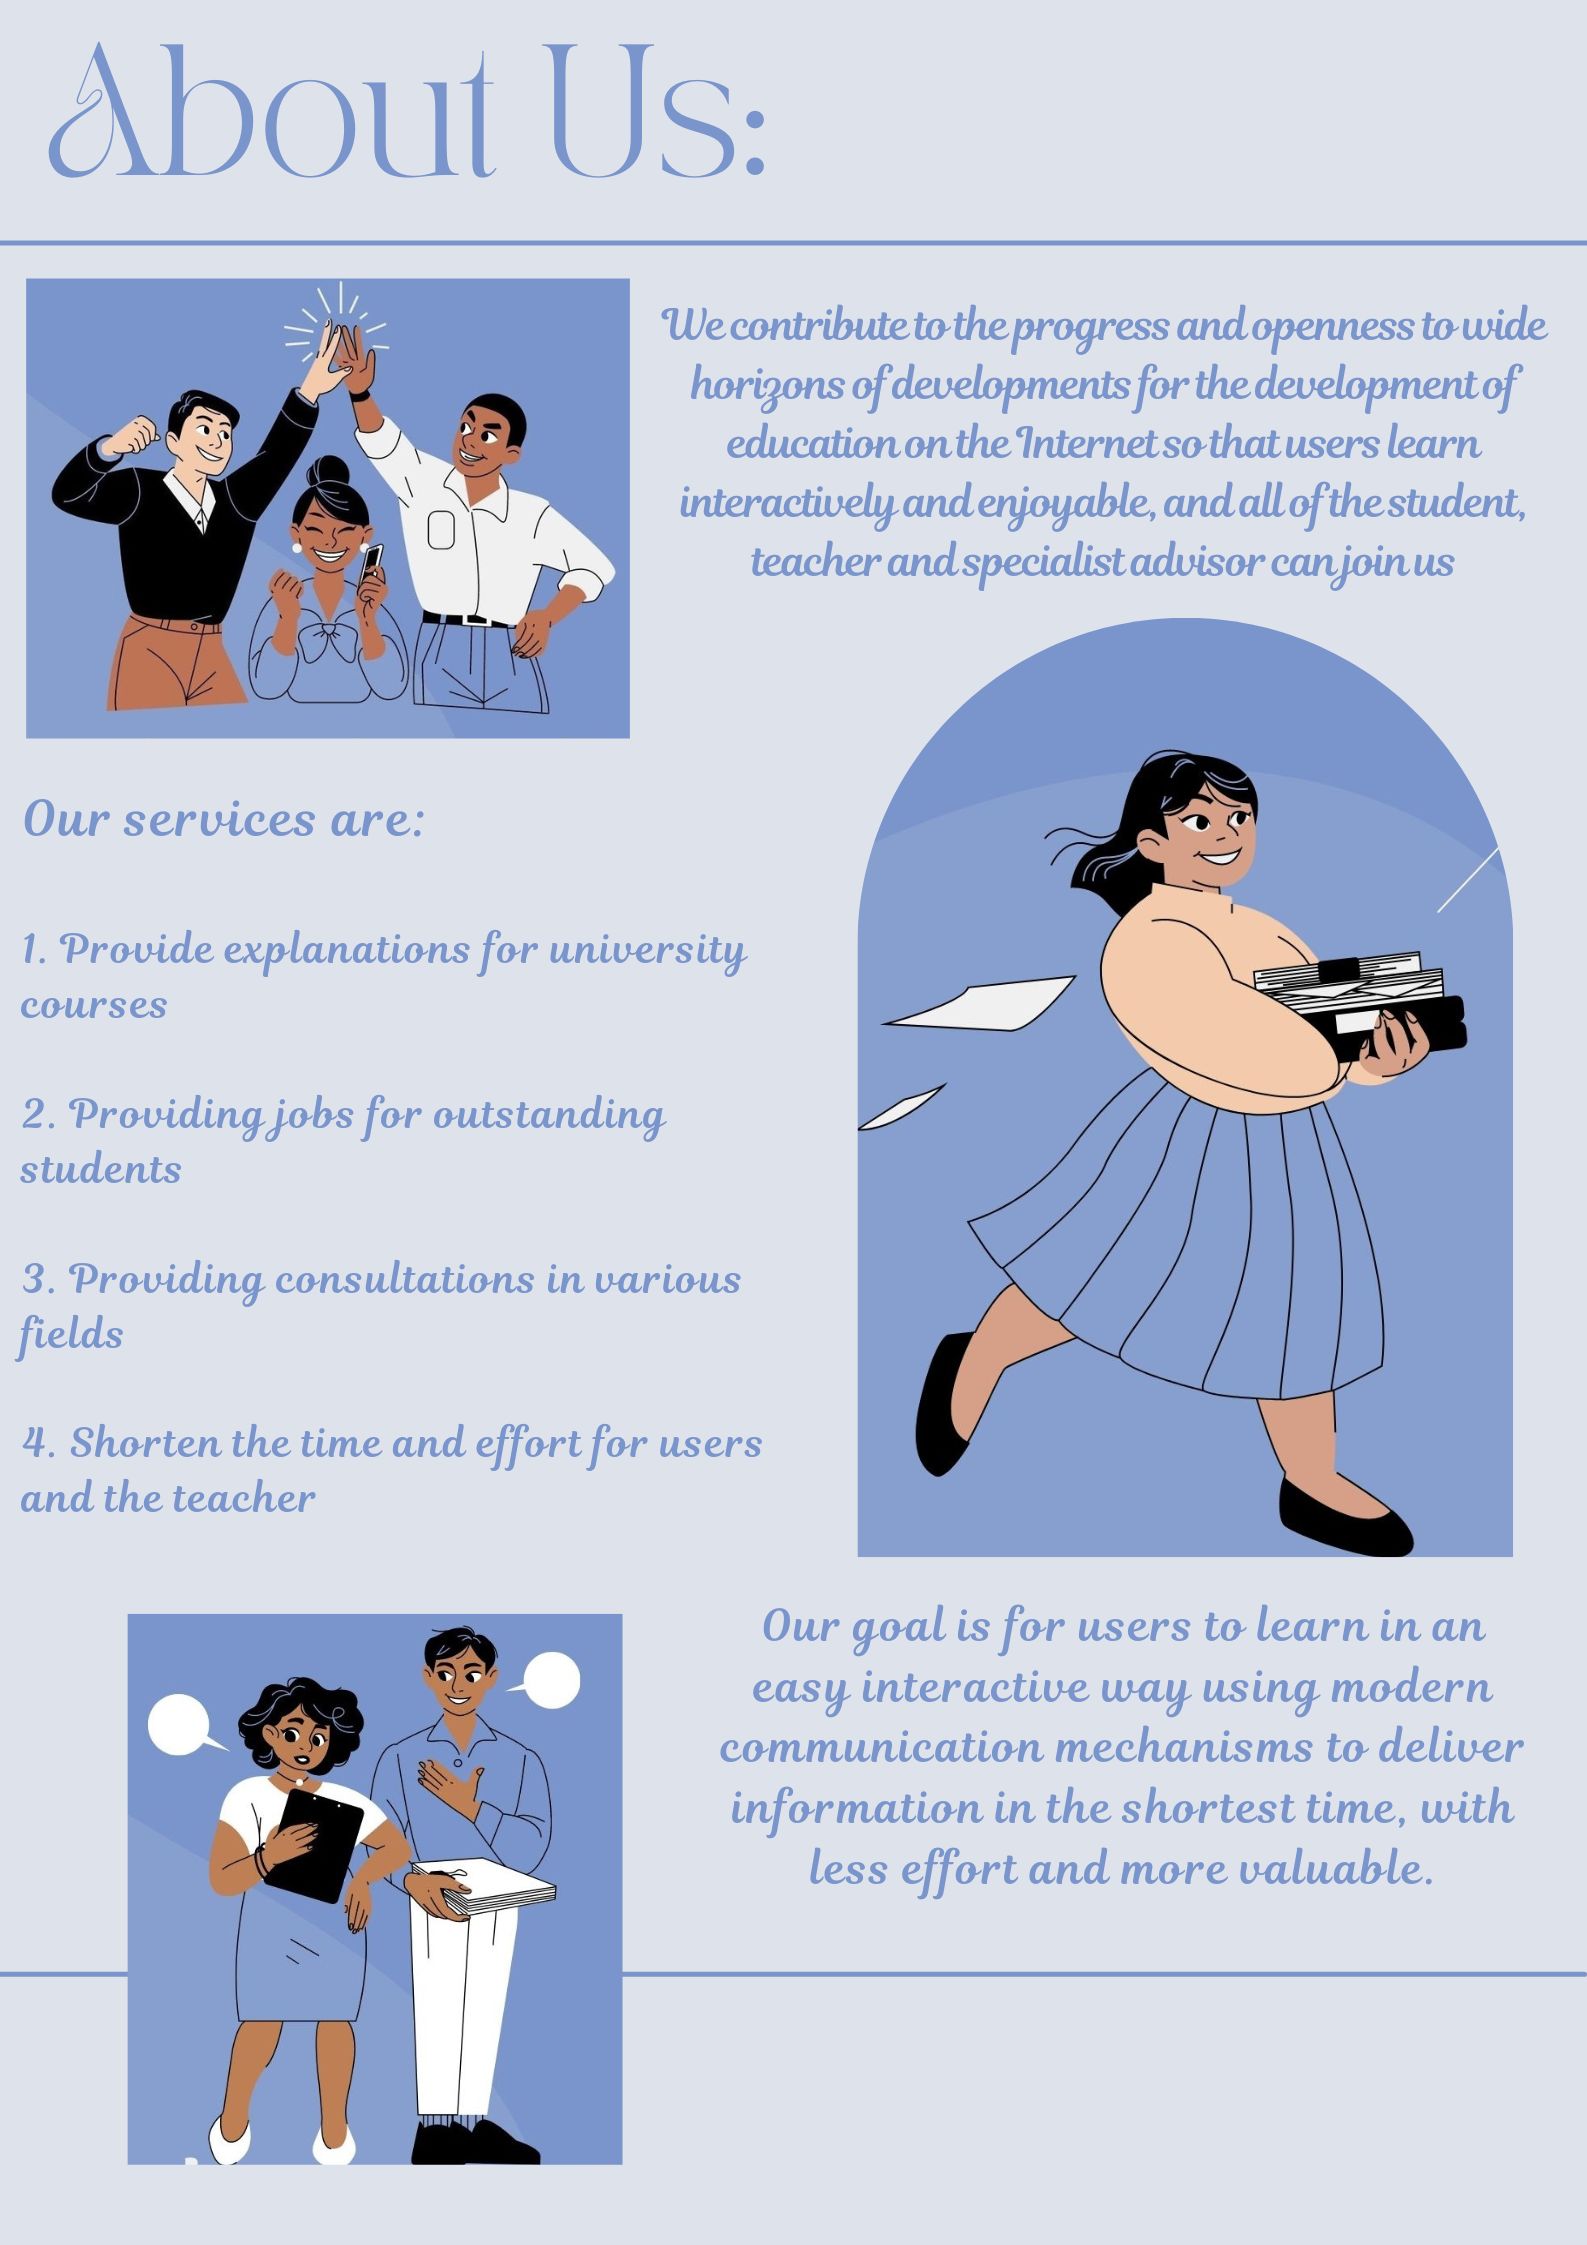 About Us:
We contribute to the progress and openness to wide
horizons of developments for the development of
education on the Internet so that users learn
interactively and enjoyable, and all of the student,
teacher and specialist advisor can join us
Our services are:
1. Provide explanations for university
courses
2. Providing jobs for outstanding
students
3. Providing consultations in various
fields
4. Shorten the time and effort for users
and the teacher
Our goal is for users to learn in an
easy interactive way using modern
communication mechanisms to deliver
information in the shortest time, with
less effort and more valuable.